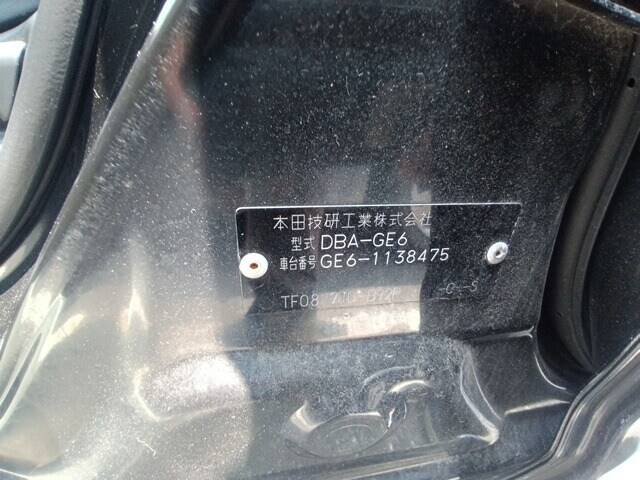 本田技研工業株式会社
型式 DBA-GE6
車台番号 GE6-1138475
TF08 -C--S